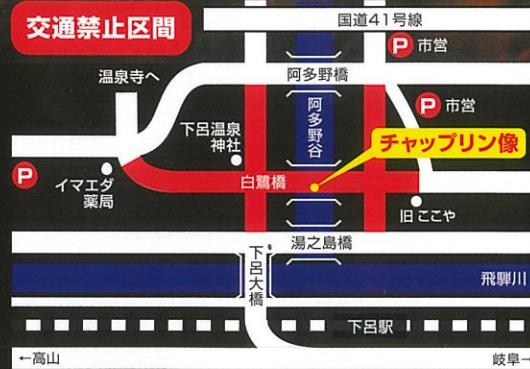 交通禁止区間
国道41号線
P 市営
温泉寺へ
阿多野橋
P 市営
阿多野谷
下呂温泉
神社
チャップリン像
P
イマエダ
薬局
白鷺橋
旧 ここや
湯之島橋
下呂大橋
飛騨川
下呂駅
←高山
岐阜→